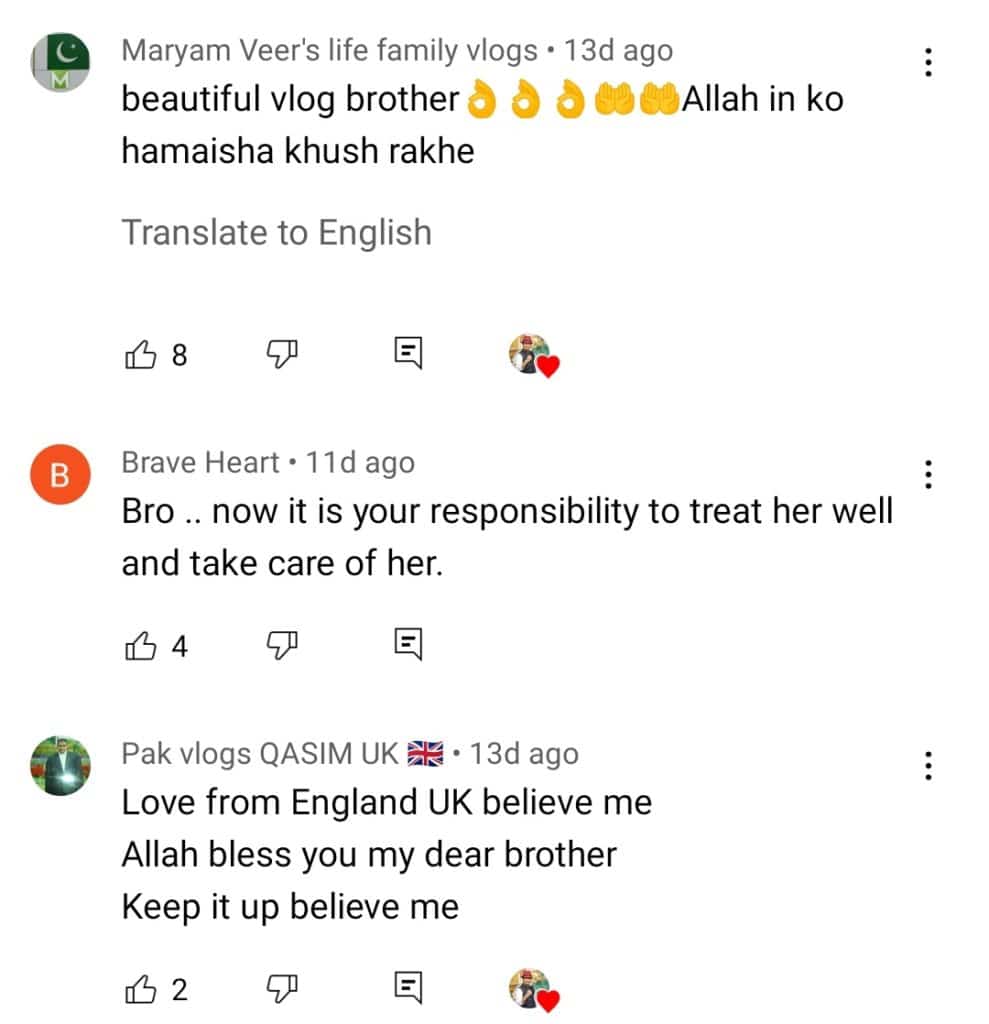 Maryam Veer's life family vlogs • 13d ago
beautiful vlog brother👌👌👌🤲🤲Allah in ko
hamaisha khush rakhe
Translate to English
8
B
Brave Heart • 11d ago
Bro .. now it is your responsibility to treat her well
and take care of her.
4
Pak vlogs QASIM UK 🇬🇧 • 13d ago
Love from England UK believe me
Allah bless you my dear brother
Keep it up believe me
2